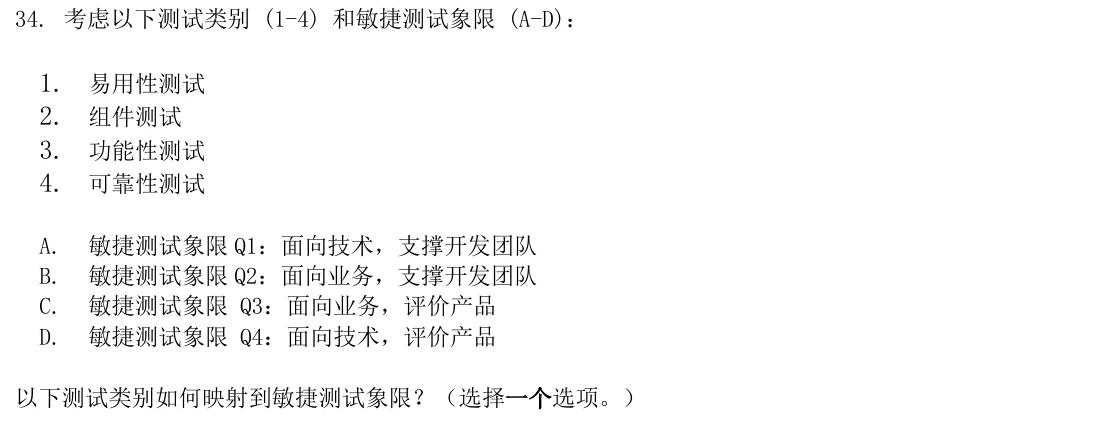 34. 考虑以下测试类别 (1-4) 和敏捷测试象限 (A-D):
1. 易用性测试
2. 组件测试
3. 功能性测试
4. 可靠性测试
A. 敏捷测试象限 Q1: 面向技术，支撑开发团队
B. 敏捷测试象限 Q2: 面向业务，支撑开发团队
C. 敏捷测试象限 Q3: 面向业务，评价产品
D. 敏捷测试象限 Q4: 面向技术，评价产品
以下测试类别如何映射到敏捷测试象限？（选择一个选项。）